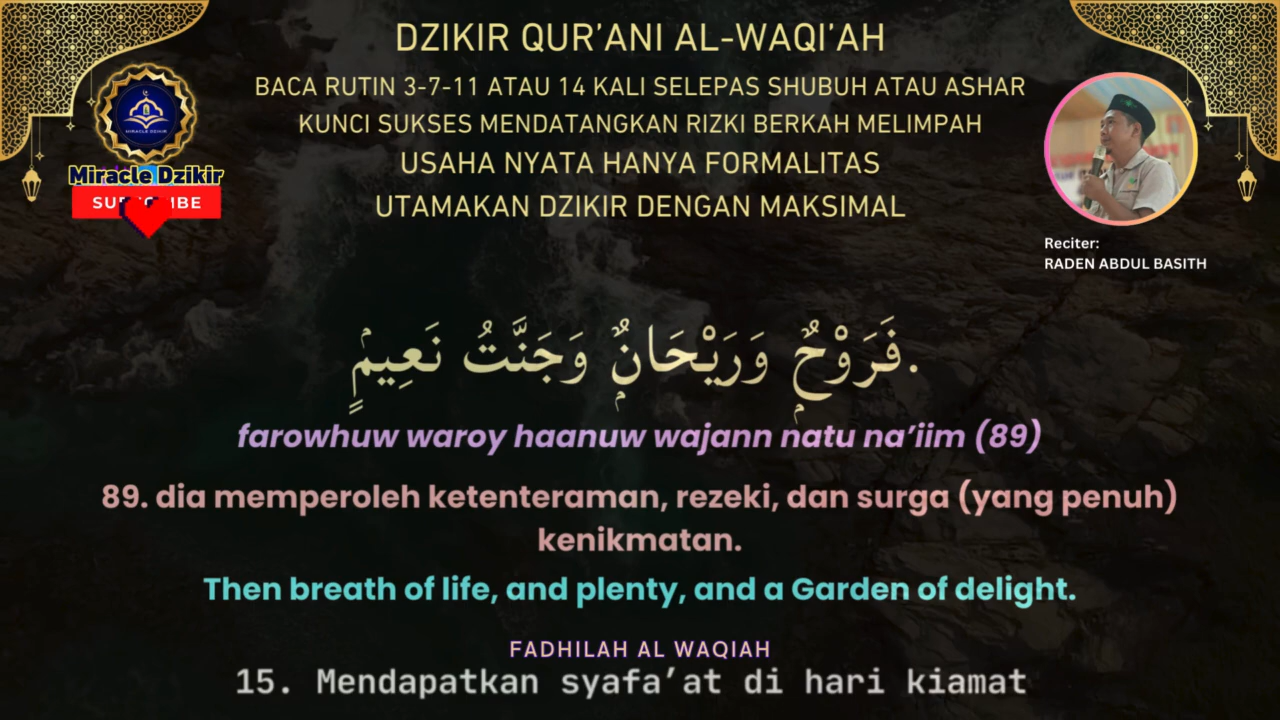 DZIKIR QUR’ANI AL-WAQI’AH
BACA RUTIN 3-7-11 ATAU 14 KALI SELEPAS SHUBUH ATAU ASHAR
KUNCI SUKSES MENDATANGKAN RIZKI BERKAH MELIMPAH
USAHA NYATA HANYA FORMALITAS
UTAMAKAN DZIKIR DENGAN MAKSIMAL
MIRACLE DZIKIR
Miracle Dzikir
Reciter:
RADEN ABDUL BASITH
فَرَوْحٌ وَرَيْحَانٌ وَجَنَّتُ نَعِيمٍ.
farowhuw waroy haanuw wajann natu na’iim (89)
89. dia memperoleh ketenteraman, rezeki, dan surga (yang penuh)
kenikmatan.
Then breath of life, and plenty, and a Garden of delight.
FADHILAH AL WAQIAH
15. Mendapatkan syafa’at di hari kiamat